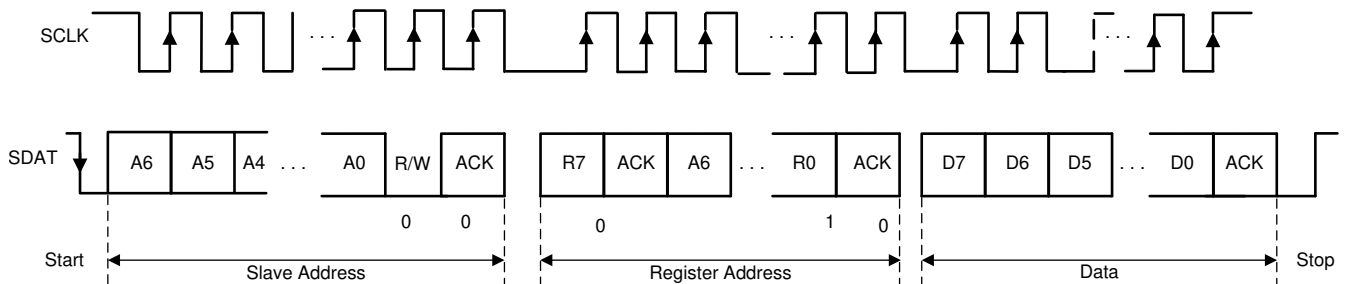 SCLK . . . . . . . . .
SDAT A6 A5 A4 . . . A0 R/W ACK R7 ACK A6 . . . R0 ACK D7 D6 D5 . . . D0 ACK
0 0 0 1 0
Start Slave Address Register Address Data Stop